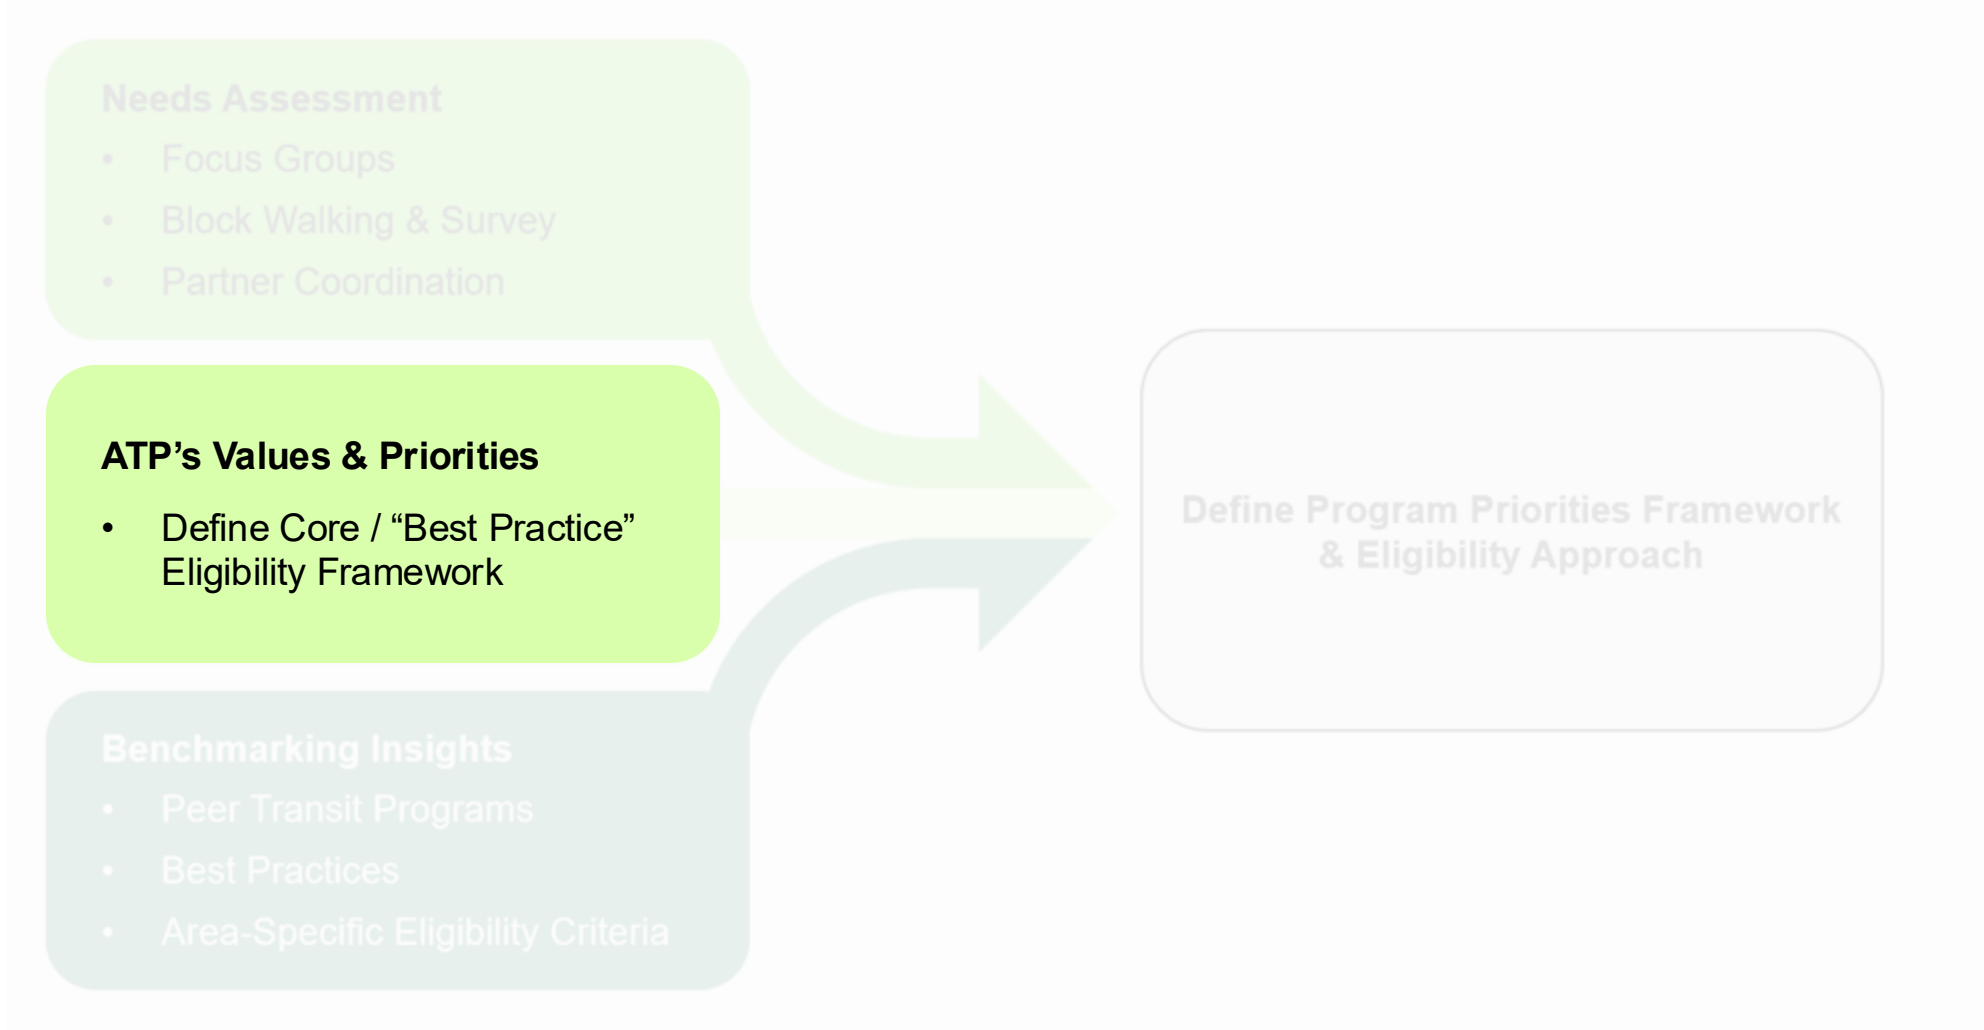 Needs Assessment
• Focus Groups
• Block Walking & Survey
• Partner Coordination
ATP’s Values & Priorities
• Define Core / “Best Practice”
Eligibility Framework
Benchmarking Insights
• Peer Transit Programs
• Best Practices
• Area-Specific Eligibility Criteria
Define Program Priorities Framework
& Eligibility Approach